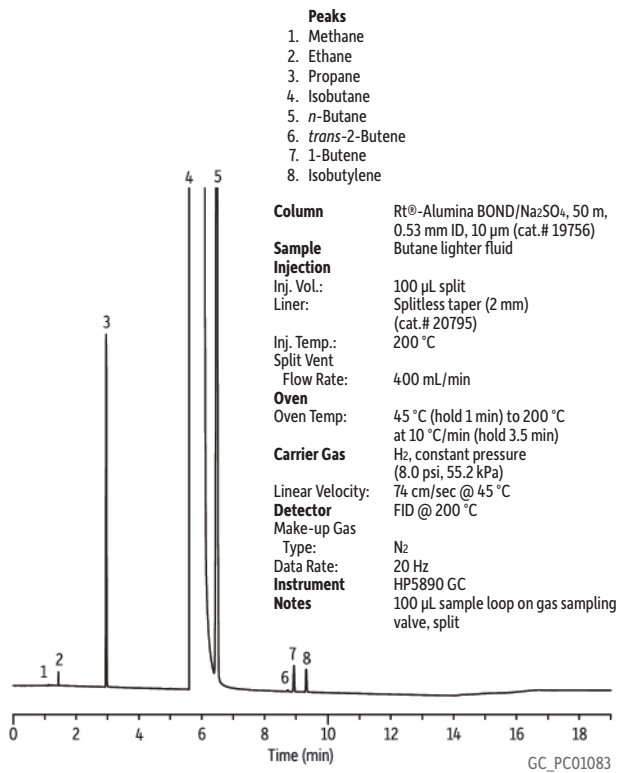 Peaks
1. Methane
2. Ethane
3. Propane
4. Isobutane
5. n-Butane
6. trans-2-Butene
7. 1-Butene
8. Isobutylene
Column Rt®-Alumina BOND/Na2SO4, 50 m,
0.53 mm ID, 10 µm (cat.# 19756)
Sample Butane lighter fluid
Injection
Inj. Vol.: 100 µL split
Liner: Splitless taper (2 mm)
(cat.# 20795)
Inj. Temp.: 200 °C
Split Vent
Flow Rate: 400 mL/min
Oven
Oven Temp: 45 °C (hold 1 min) to 200 °C
at 10 °C/min (hold 3.5 min)
Carrier Gas H2, constant pressure
(8.0 psi, 55.2 kPa)
Linear Velocity: 74 cm/sec @ 45 °C
Detector FID @ 200 °C
Make-up Gas
Type: N2
Data Rate: 20 Hz
Instrument HP5890 GC
Notes 100 µL sample loop on gas sampling
valve, split
4 5
3
1 2
6 7 8
0 2 4 6 8 10 12 14 16 18
Time (min)
GC_PC01083